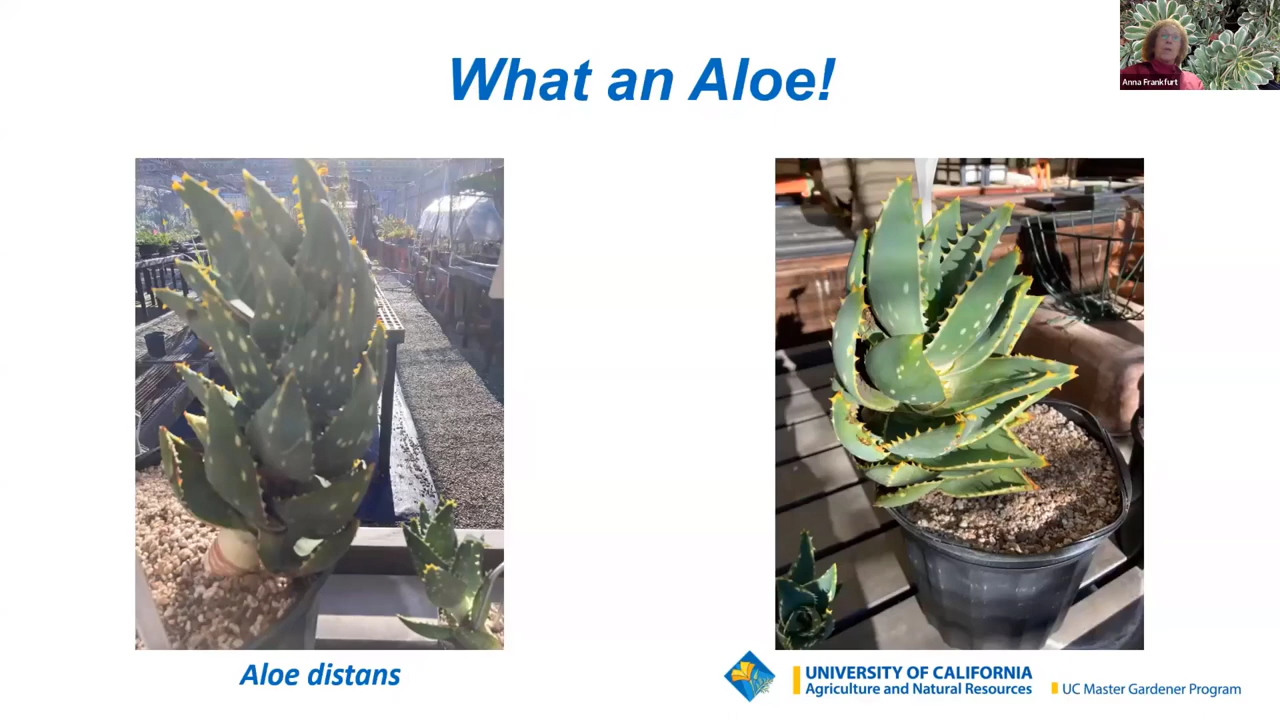 What an Aloe!
Anna Frankfurt
Aloe distans
UNIVERSITY OF CALIFORNIA
Agriculture and Natural Resources
UC Master Gardener Program